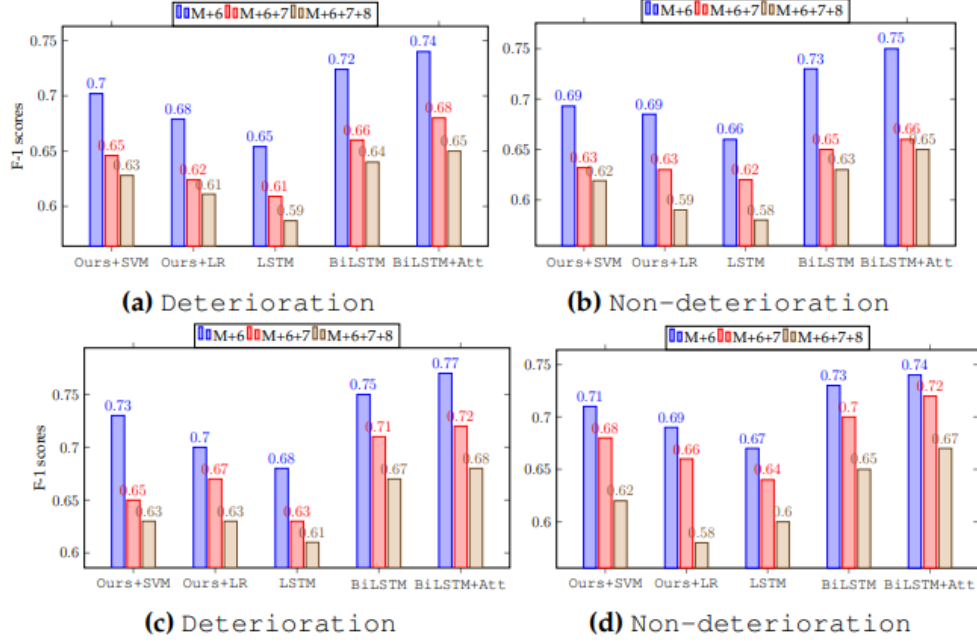 M+6 M+6+7 M+6+7+8
F-1 scores
0.75
0.7
0.65
0.6
0.7 0.65 0.63
0.68 0.62 0.61
0.65 0.61 0.59
0.72 0.66 0.64
0.74 0.68 0.65
Ours+SVM Ours+LR LSTM BiLSTM BiLSTM+Att
(a) Deterioration
M+6 M+6+7 M+6+7+8
0.75
0.7
0.65
0.6
0.69 0.63 0.62
0.69 0.63 0.59
0.66 0.62 0.58
0.73 0.65 0.63
0.75 0.66 0.65
Ours+SVM Ours+LR LSTM BiLSTM BiLSTM+Att
(b) Non-deterioration
M+6 M+6+7 M+6+7+8
F-1 scores
0.75
0.7
0.65
0.6
0.73 0.65 0.63
0.7 0.67 0.63
0.68 0.63 0.61
0.75 0.71 0.67
0.77 0.72 0.68
Ours+SVM Ours+LR LSTM BiLSTM BiLSTM+Att
(c) Deterioration
M+6 M+6+7 M+6+7+8
0.75
0.7
0.65
0.6
0.71 0.68 0.62
0.69 0.66 0.58
0.67 0.64 0.6
0.73 0.7 0.65
0.74 0.72 0.67
Ours+SVM Ours+LR LSTM BiLSTM BiLSTM+Att
(d) Non-deterioration